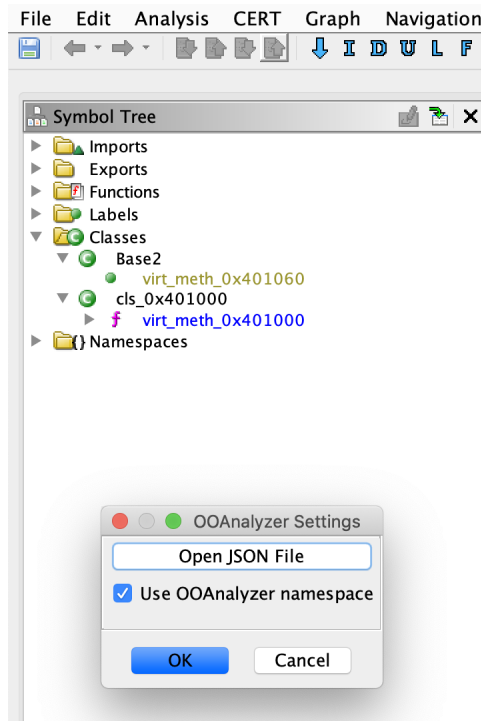 File Edit Analysis CERT Graph Navigation
I D U L F
Symbol Tree
Imports
Exports
f Functions
Labels
C Classes
C Base2
virt_meth_0x401060
C cls_0x401000
f virt_meth_0x401000
{} Namespaces
OOAnalyzer Settings
Open JSON File
Use OOAnalyzer namespace
OK Cancel